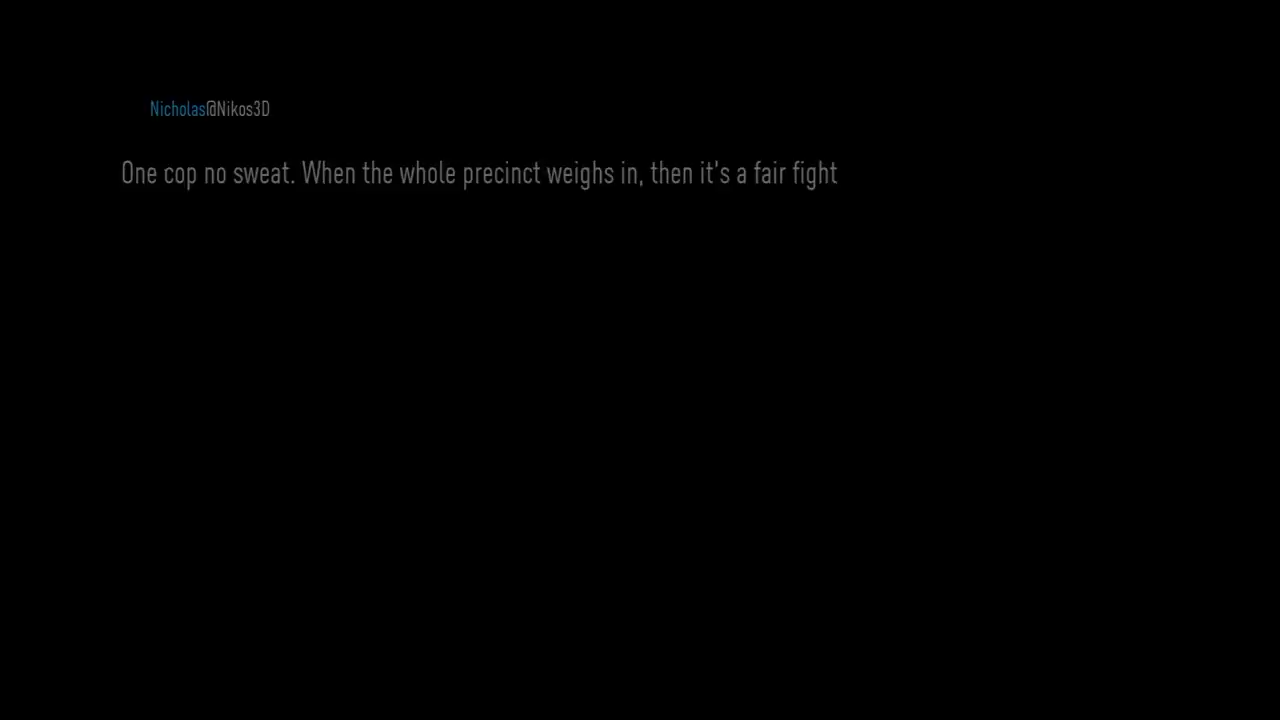 Nicholas@Nikos3D
One cop no sweat. When the whole precinct weighs in, then it's a fair fight